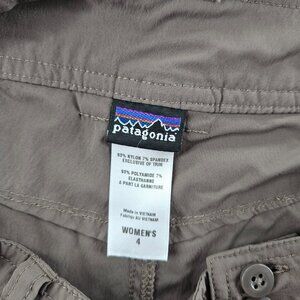 patagonia
93% NYLON 7% SPANDEX
EXCLUSIVE OF TRIM
93% POLYAMIDE 7%
ELASTHANNE
À PART LA GARNITURE
Made in VIETNAM
Fabriqué AU VIETNAM
WOMEN'S
4